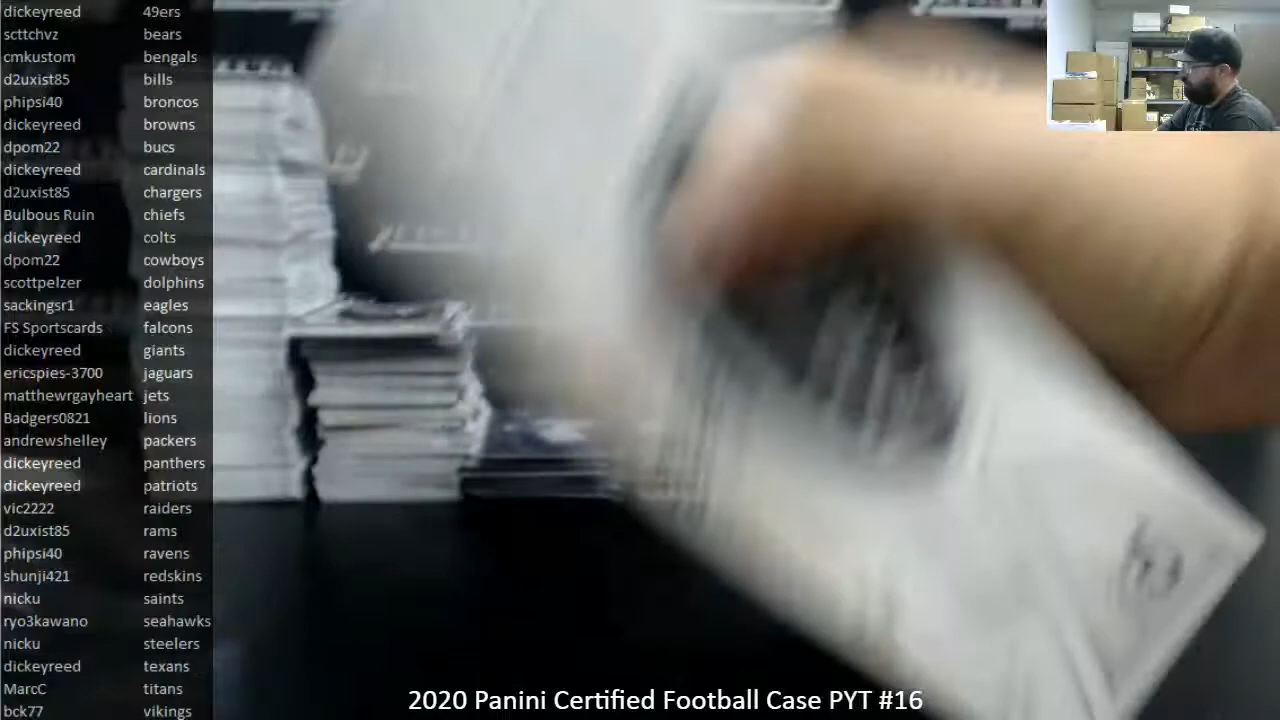 dickeyreed 49ers
scttchvz bears
cmkustom bengals
d2uxist85 bills
phipsi40 broncos
dickeyreed browns
dpom22 bucs
dickeyreed cardinals
d2uxist85 chargers
Bulbous Ruin chiefs
dickeyreed colts
dpom22 cowboys
scottpelzer dolphins
sackingsr1 eagles
FS Sportscards falcons
dickeyreed giants
ericspies-3700 jaguars
matthewrgayheart jets
Badgers0821 lions
andrewshelley packers
dickeyreed panthers
dickeyreed patriots
vic2222 raiders
d2uxist85 rams
phipsi40 ravens
shunji421 redskins
nicku saints
ryo3kawano seahawks
nicku steelers
dickeyreed texans
MarcC titans
bck77 vikings
2020 Panini Certified Football Case PYT #16